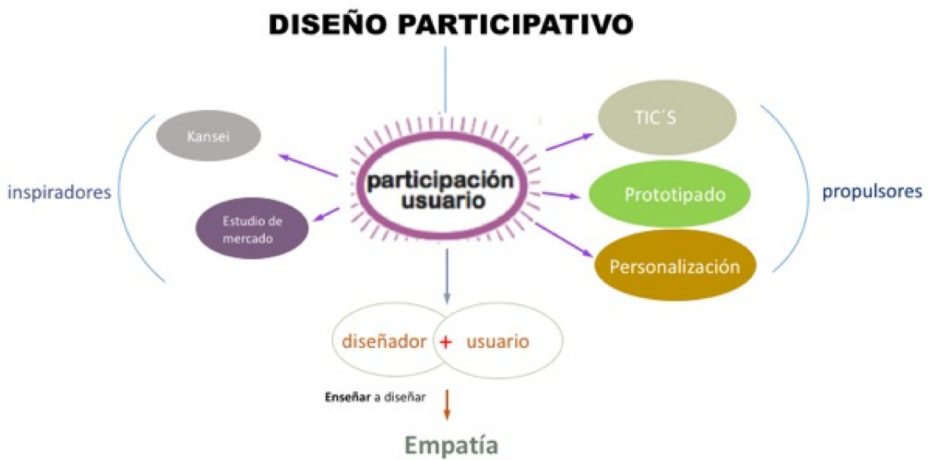 DISEÑO PARTICIPATIVO
Kansei
TIC´S
inspiradores
participación
usuario
Prototipado
propulsores
Estudio de
mercado
Personalización
diseñador + usuario
Enseñar a diseñar
Empatía